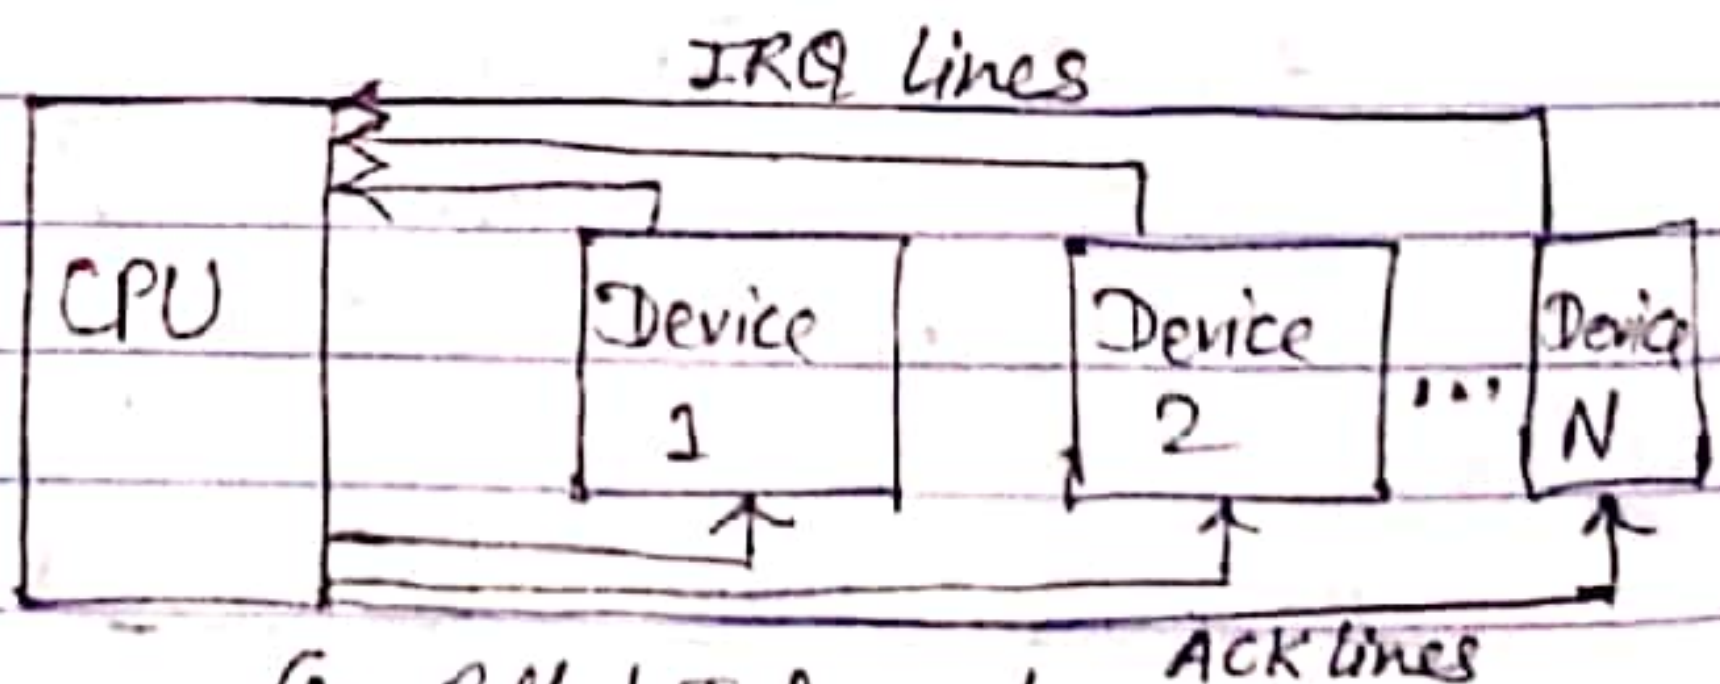 IRQ lines
CPU
Device
1
Device
2
...
Device
N
ACK lines